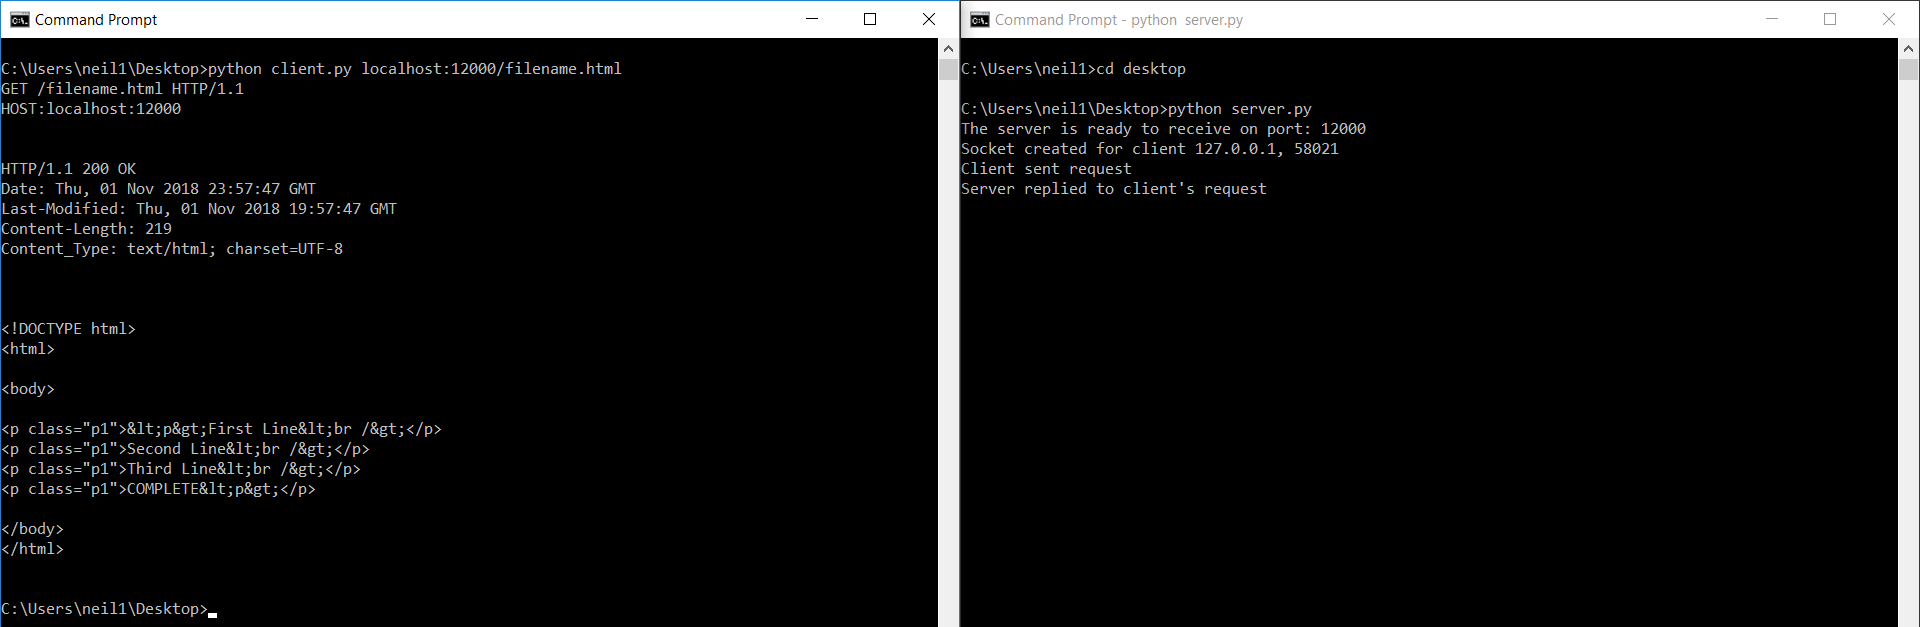 Command Prompt
C:\Users\neil1\Desktop>python client.py localhost:12000/filename.html
GET /filename.html HTTP/1.1
HOST:localhost:12000
HTTP/1.1 200 OK
Date: Thu, 01 Nov 2018 23:57:47 GMT
Last-Modified: Thu, 01 Nov 2018 19:57:47 GMT
Content-Length: 219
Content_Type: text/html; charset=UTF-8
<!DOCTYPE html>
<html>
<body>
<p class="p1">&lt;p&gt;First Line&lt;br /&gt;</p>
<p class="p1">Second Line&lt;br /&gt;</p>
<p class="p1">Third Line&lt;br /&gt;</p>
<p class="p1">COMPLETE&lt;p&gt;</p>
</body>
</html>
C:\Users\neil1\Desktop>
Command Prompt - python  server.py
C:\Users\neil1>cd desktop
C:\Users\neil1\Desktop>python server.py
The server is ready to receive on port: 12000
Socket created for client 127.0.0.1, 58021
Client sent request
Server replied to client's request